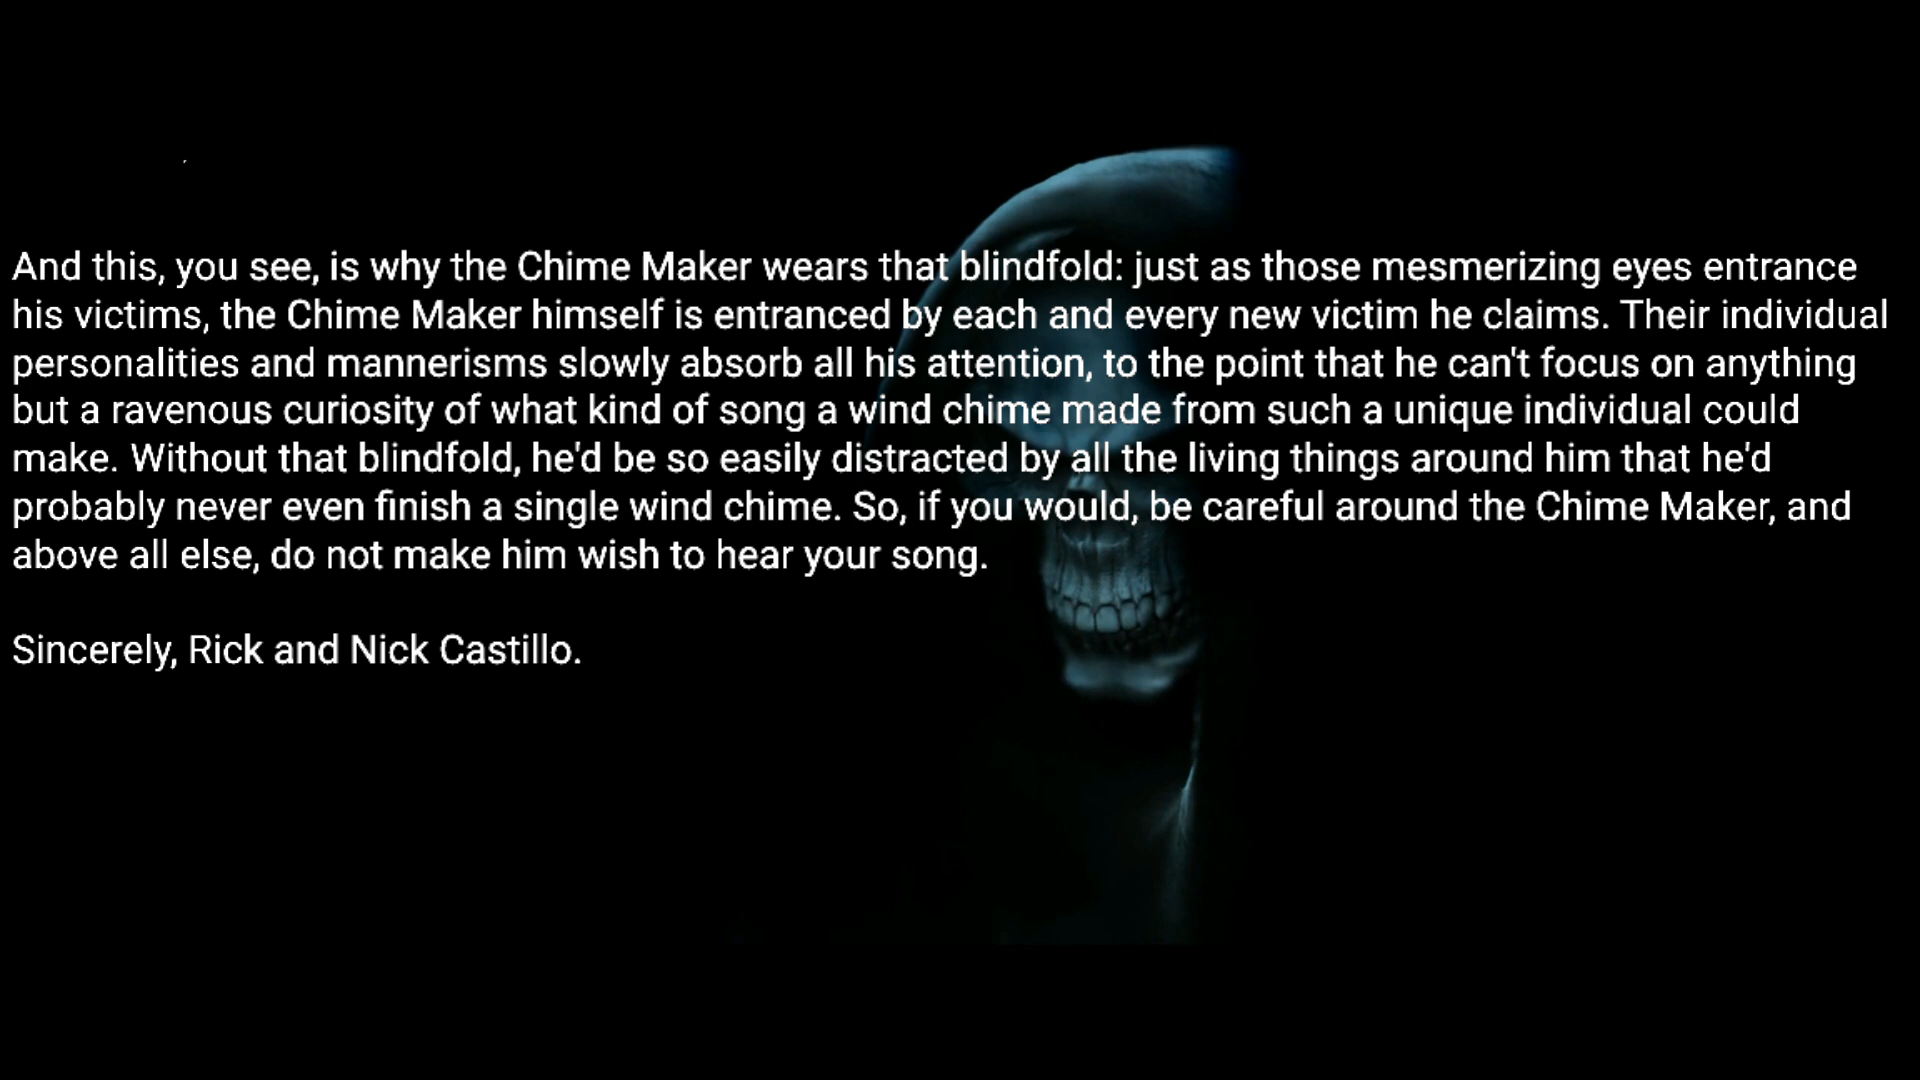 And this, you see, is why the Chime Maker wears that blindfold: just as those mesmerizing eyes entrance
his victims, the Chime Maker himself is entranced by each and every new victim he claims. Their individual
personalities and mannerisms slowly absorb all his attention, to the point that he can't focus on anything
but a ravenous curiosity of what kind of song a wind chime made from such a unique individual could
make. Without that blindfold, he'd be so easily distracted by all the living things around him that he'd
probably never even finish a single wind chime. So, if you would, be careful around the Chime Maker, and
above all else, do not make him wish to hear your song.
Sincerely, Rick and Nick Castillo.